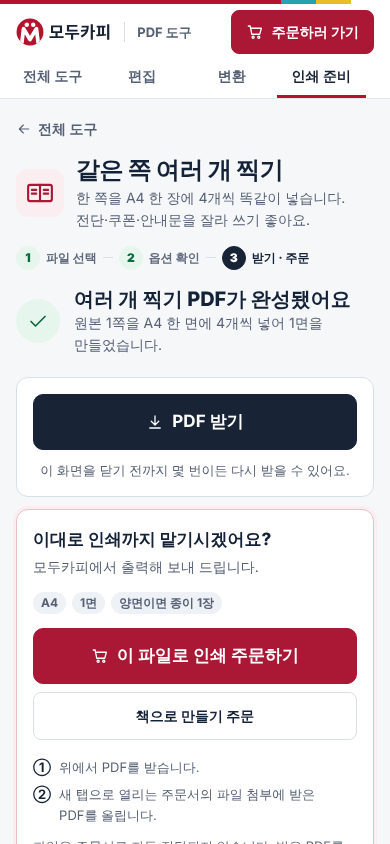 모두카피
PDF 도구
주문하러 가기
전체 도구
편집
변환
인쇄 준비
← 전체 도구
같은 쪽 여러 개 찍기
한 쪽을 A4 한 장에 4개씩 똑같이 넣습니다.
전단·쿠폰·안내문을 잘라 쓰기 좋아요.
1 파일 선택 — 2 옵션 확인 — 3 받기 · 주문
여러 개 찍기 PDF가 완성됐어요
원본 1쪽을 A4 한 면에 4개씩 넣어 1면을
만들었습니다.
PDF 받기
이 화면을 닫기 전까지 몇 번이든 다시 받을 수 있어요.
이대로 인쇄까지 맡기시겠어요?
모두카피에서 출력해 보내 드립니다.
A4
1면
양면이면 종이 1장
이 파일로 인쇄 주문하기
책으로 만들기 주문
1 위에서 PDF를 받습니다.
2 새 탭으로 열리는 주문서의 파일 첨부에 받은
PDF를 올립니다.